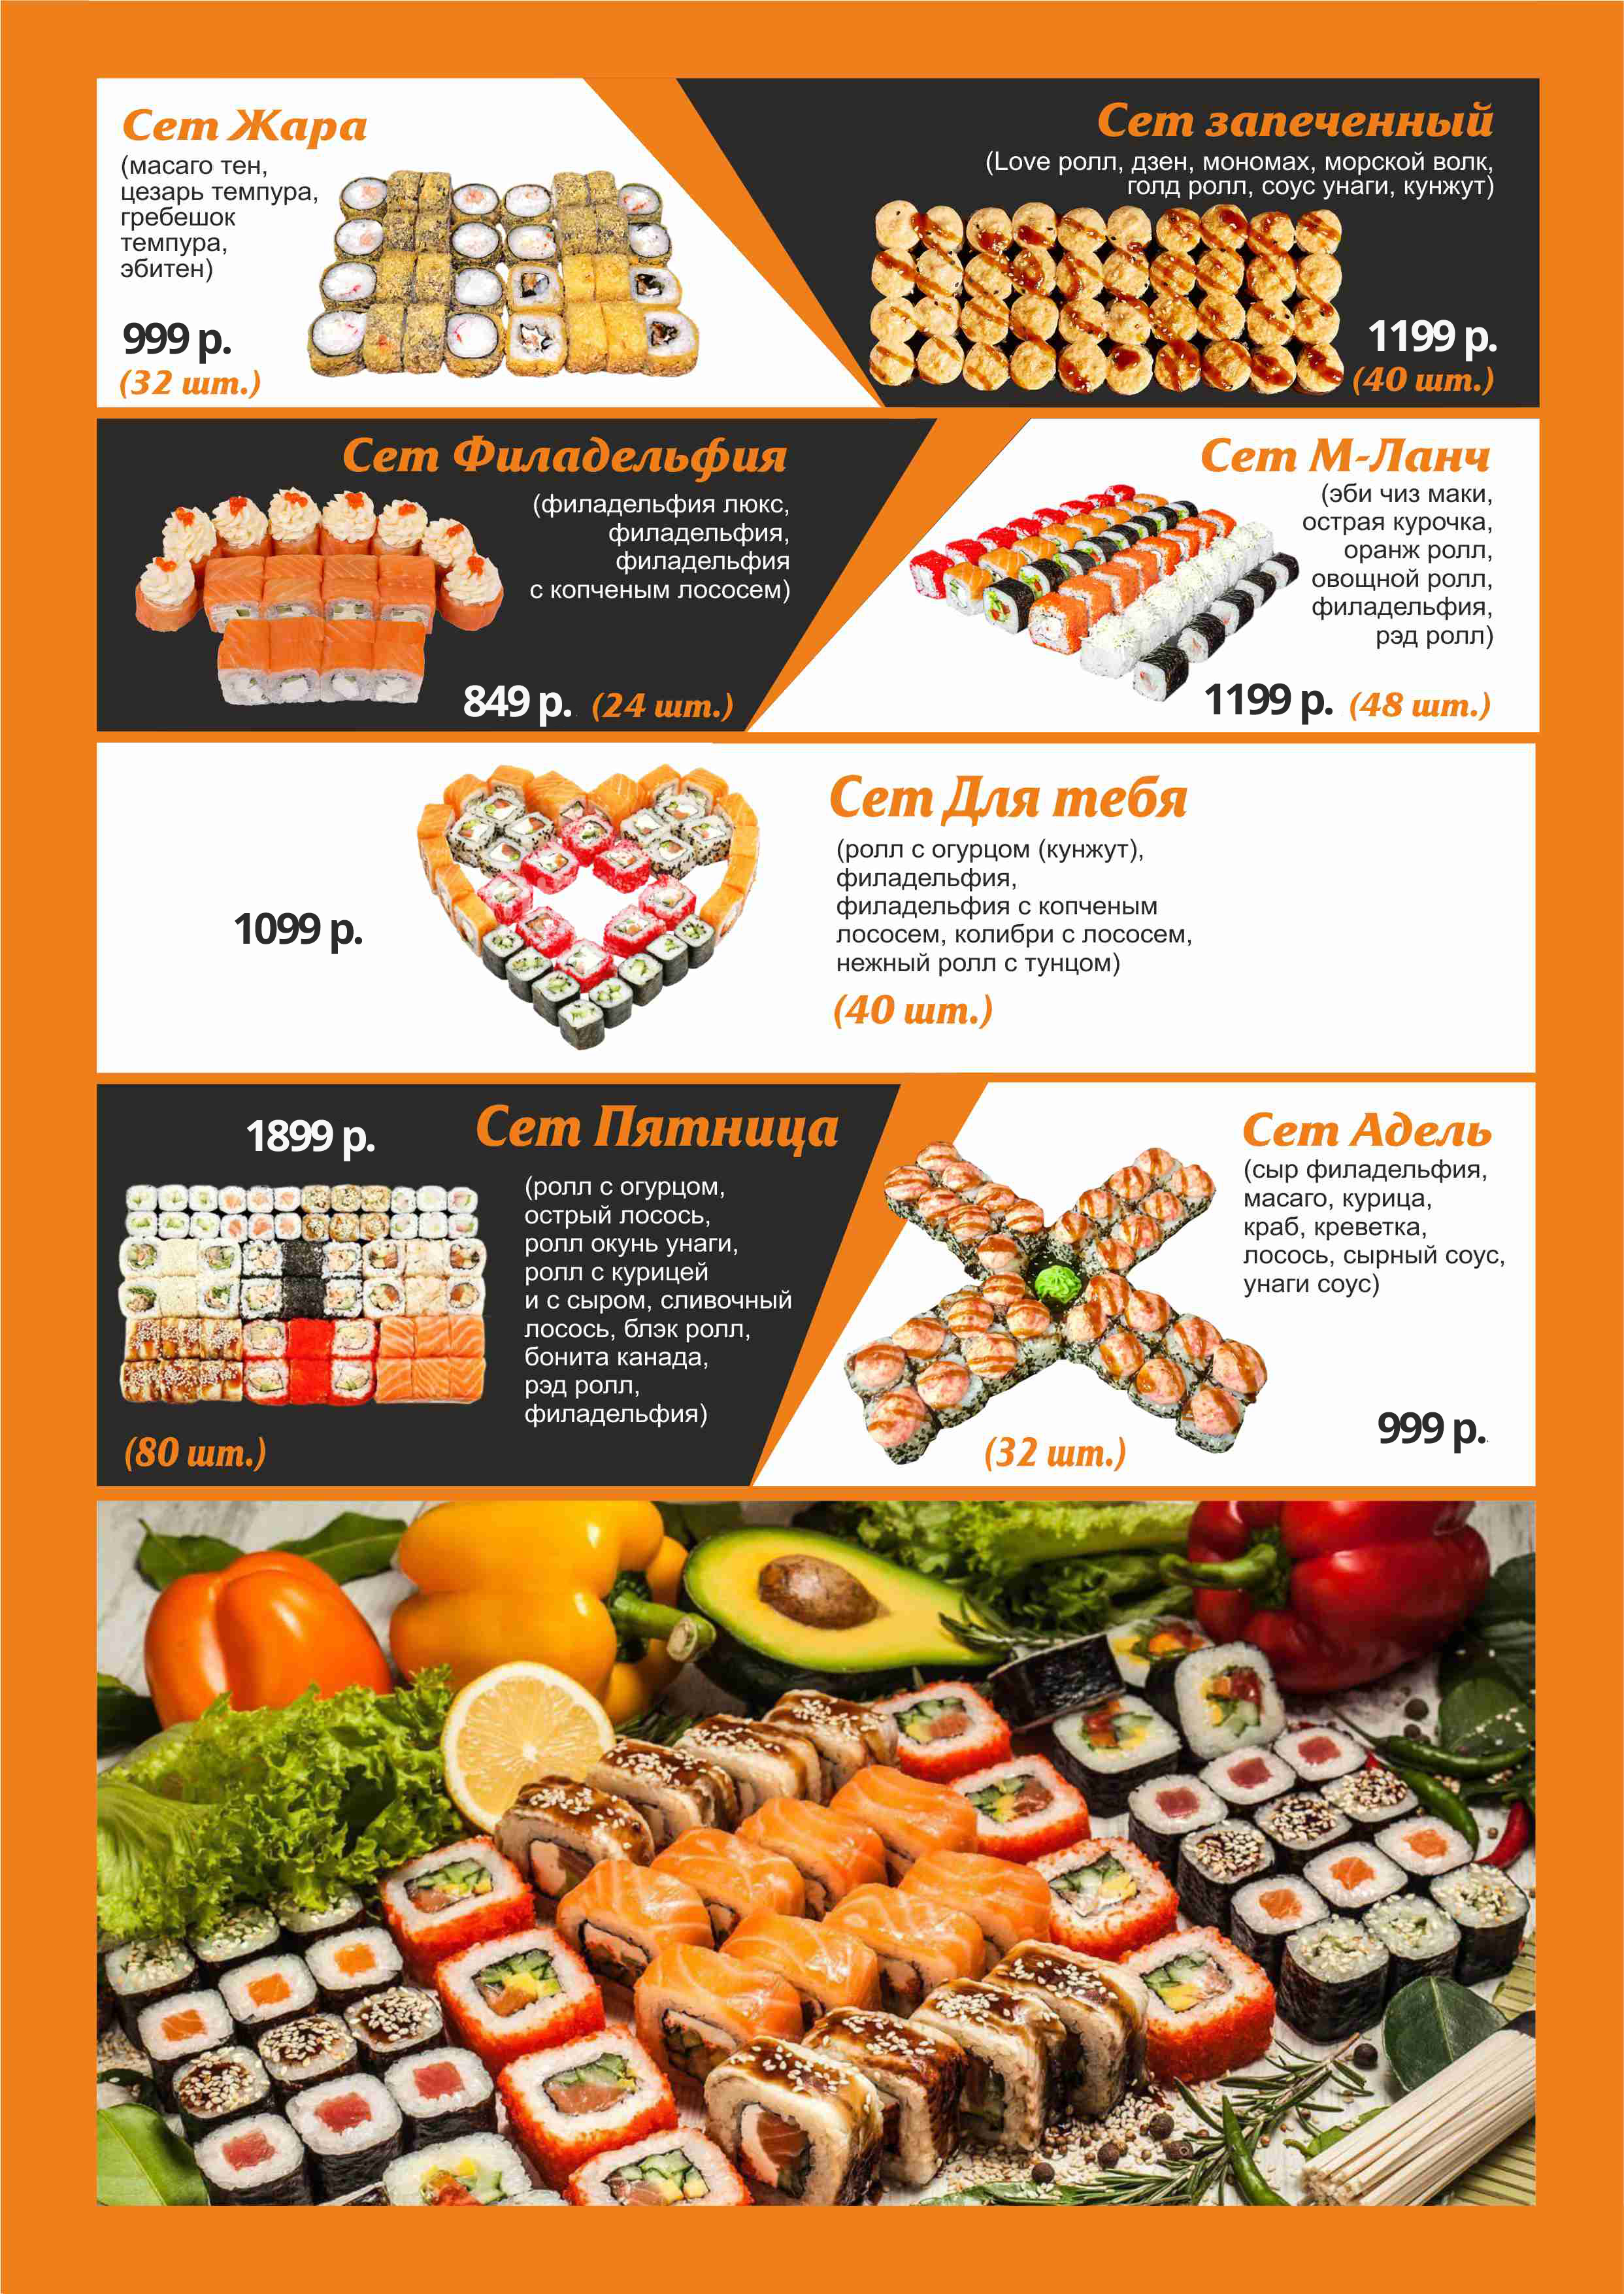 Сет Жара
(масаго тен,
цезарь темпура,
гребешок
темпура,
эбитен)
999 р.
(32 шт.)
Сет запеченный
(Love ролл, дзен, мономах, морской волк,
голд ролл, соус унаги, кунжут)
1199 р.
(40 шт.)
Сет Филадельфия
(филадельфия люкс,
филадельфия,
филадельфия
с копченым лососем)
849 р. (24 шт.)
Сет М-Ланч
(эби чиз маки,
острая курочка,
оранж ролл,
овощной ролл,
филадельфия,
рэд ролл)
1199 р. (48 шт.)
1099 р.
Сет Для тебя
(ролл с огурцом (кунжут),
филадельфия,
филадельфия с копченым
лососем, колибри с лососем,
нежный ролл с тунцом)
(40 шт.)
1899 р.
Сет Пятница
(ролл с огурцом,
острый лосось,
ролл окунь унаги,
ролл с курицей
и с сыром, сливочный
лосось, блэк ролл,
бонита канада,
рэд ролл,
филадельфия)
(80 шт.)
Сет Адель
(сыр филадельфия,
масаго, курица,
краб, креветка,
лосось, сырный соус,
унаги соус)
999 р.
(32 шт.)